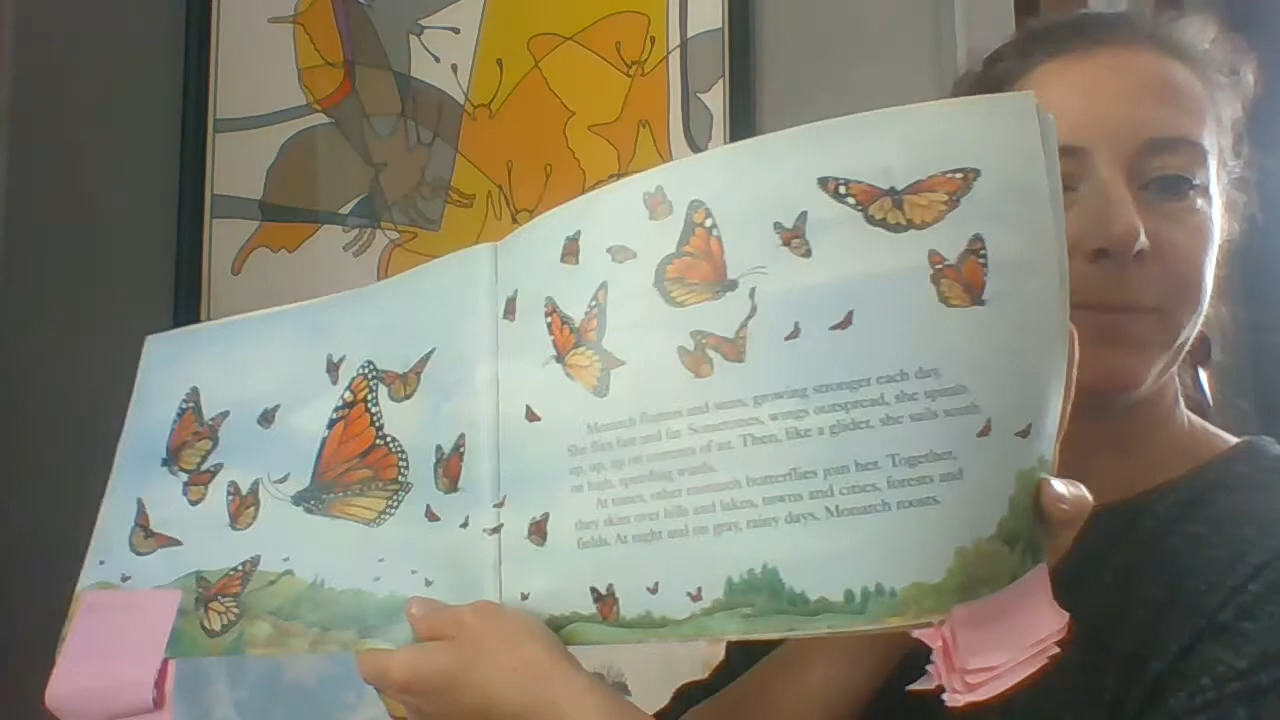 Monarch flutters and soars, growing stronger each day.
She flies fast and far. Sometimes, wings outspread, she spirals
up, up, up on currents of air. Then, like a glider, she sails south
on high, speeding winds.
At times, other monarch butterflies join her. Together,
they skim over hills and lakes, towns and cities, forests and
fields. At night and on gray, rainy days, Monarch roosts.